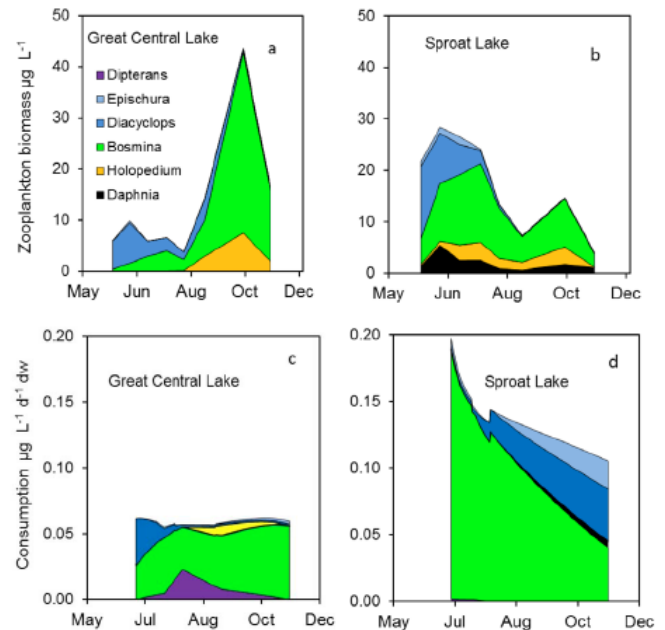 Great Central Lake
a
Dipterans
Epischura
Diacyclops
Bosmina
Holopedium
Daphnia
Zooplankton biomass µg L-1
50
40
30
20
10
0
May Jun Aug Oct Dec
Sproat Lake
b
50
40
30
20
10
0
May Jun Aug Oct Dec
Great Central Lake
c
Consumption µg L-1 d-1 dw
0.20
0.15
0.10
0.05
0.00
May Jul Aug Oct Dec
Sproat Lake
d
0.20
0.15
0.10
0.05
0.00
May Jul Aug Oct Dec